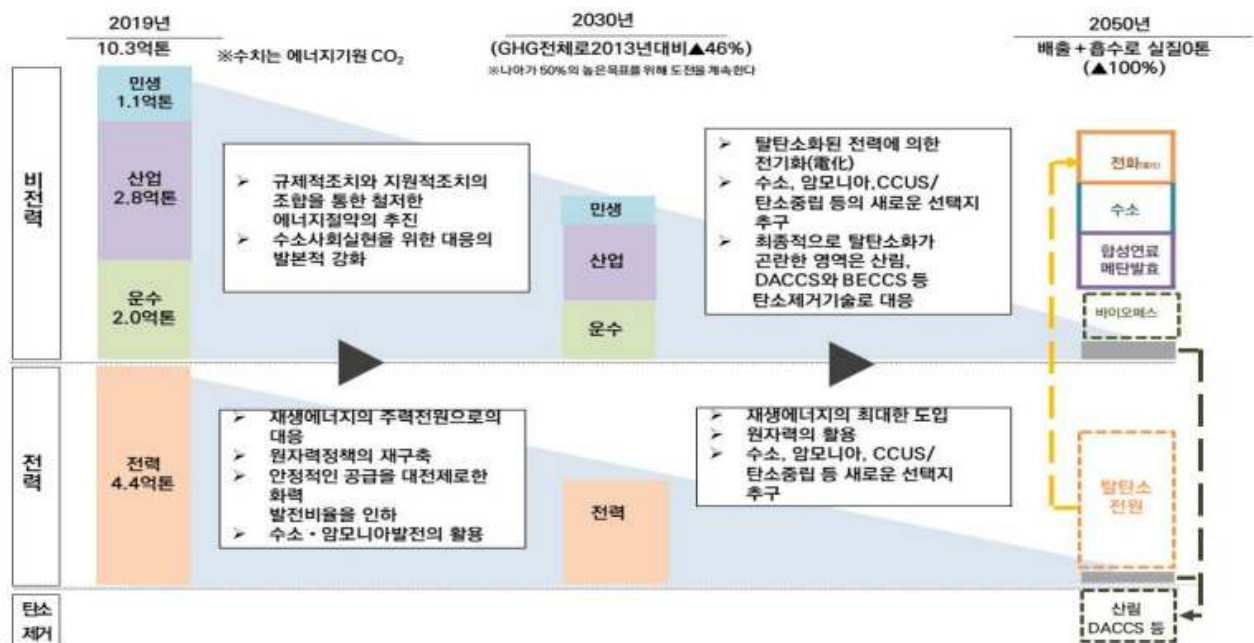 2019년
10.3억톤
※수치는 에너지기원 CO₂
2030년
(GHG전체로2013년대비▲46%)
※나아가 50%의 높은목표를 위해 도전을 계속한다
2050년
배출+흡수로 실질0톤
(▲100%)
비전력
민생
1.1억톤
산업
2.8억톤
운수
2.0억톤
➢ 규제적조치와 지원적조치의
조합을 통한 철저한
에너지절약의 추진
➢ 수소사회실현을 위한 대응의
발본적 강화
민생
산업
운수
➢ 탈탄소화된 전력에 의한
전기화(電化)
➢ 수소, 암모니아,CCUS/
탄소중립 등의 새로운 선택지
추구
➢ 최종적으로 탈탄소화가
곤란한 영역은 산림,
DACCS와 BECCS 등
탄소제거기술로 대응
전화(電化)
수소
합성연료
메탄발효
바이오매스
전력
전력
4.4억톤
➢ 재생에너지의 주력전원으로의
대응
➢ 원자력정책의 재구축
➢ 안정적인 공급을 대전제로한
화력
발전비율을 인하
➢ 수소・암모니아발전의 활용
전력
➢ 재생에너지의 최대한 도입
➢ 원자력의 활용
➢ 수소, 암모니아, CCUS/
탄소중립 등 새로운 선택지
추구
탈탄소
전원
탄소
제거
산림
DACCS 등